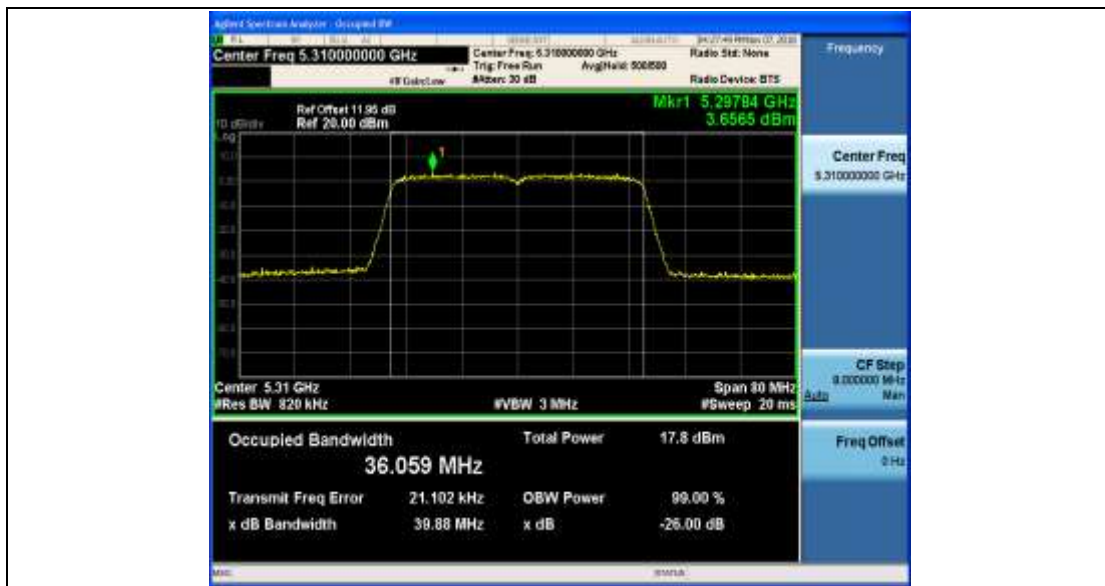 Agilent Spectrum Analyzer - Occupied BW
Center Freq 5.310000000 GHz
Center Freq: 5.310000000 GHz
Radio Std: None
Trig: Free Run
Avg|Hold: 500/500
#IFGain:Low
#Atten: 30 dB
Radio Device: BTS
Frequency
Mkr1 5.29784 GHz
3.6565 dBm
Ref Offset 11.95 dB
10 dB/div
Ref 20.00 dBm
Log
1
Center Freq
5.310000000 GHz
Center 5.31 GHz
Span 80 MHz
#Res BW 820 kHz
#VBW 3 MHz
#Sweep 20 ms
CF Step
8.000000 MHz
Auto
Man
Occupied Bandwidth
Total Power
17.8 dBm
36.059 MHz
Freq Offset
0 Hz
Transmit Freq Error
21.102 kHz
OBW Power
99.00 %
x dB Bandwidth
39.88 MHz
x dB
-26.00 dB
MSG
STATUS